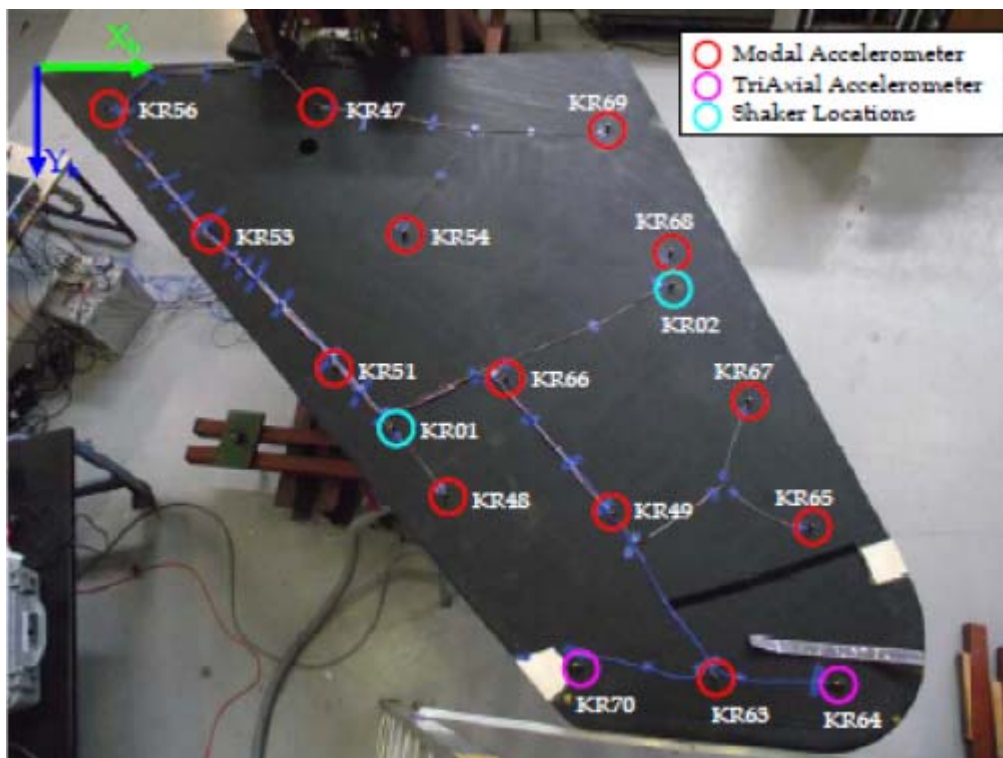 X
Modal Accelerometer
TriAxial Accelerometer
Shaker Locations
KR56
KR47
KR69
Y
KR53
KR54
KR68
KR02
KR51
KR66
KR67
KR01
KR48
KR49
KR65
KR70
KR63
KR64